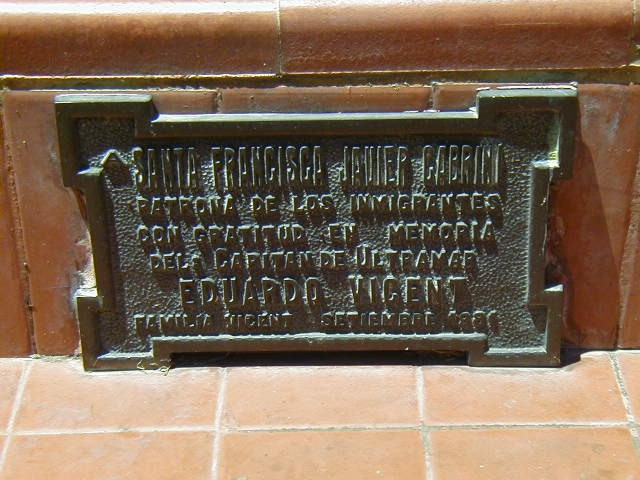 A SANTA FRANCISCA JAVIER CABRINI
PATRONA DE LOS INMIGRANTES
CON GRATITUD EN MEMORIA
DEL CAPITAN DE ULTRAMAR
EDUARDO VICENT
FAMILIA VICENT SETIEMBRE